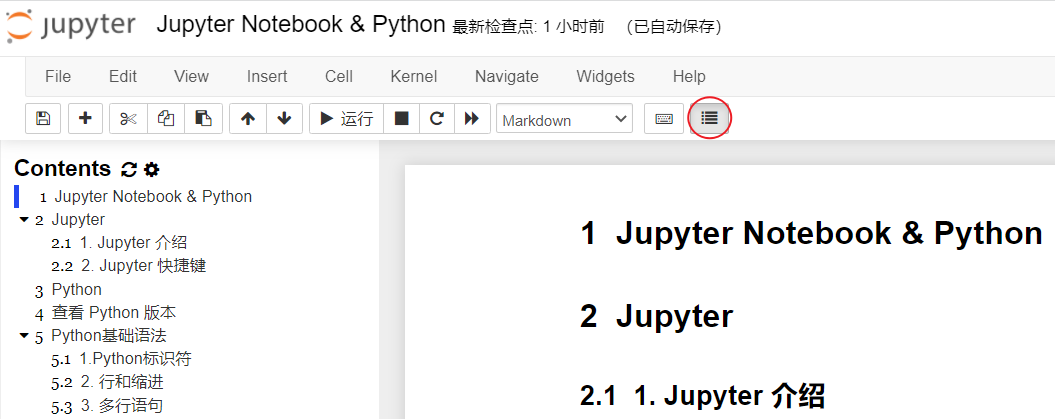 jupyter Jupyter Notebook & Python 最新检查点: 1 小时前 (已自动保存)
File Edit View Insert Cell Kernel Navigate Widgets Help
运行 Markdown
Contents
1 Jupyter Notebook & Python
2 Jupyter
2.1 1. Jupyter 介绍
2.2 2. Jupyter 快捷键
3 Python
4 查看 Python 版本
5 Python基础语法
5.1 1.Python标识符
5.2 2. 行和缩进
5.3 3. 多行语句
1 Jupyter Notebook & Python
2 Jupyter
2.1 1. Jupyter 介绍